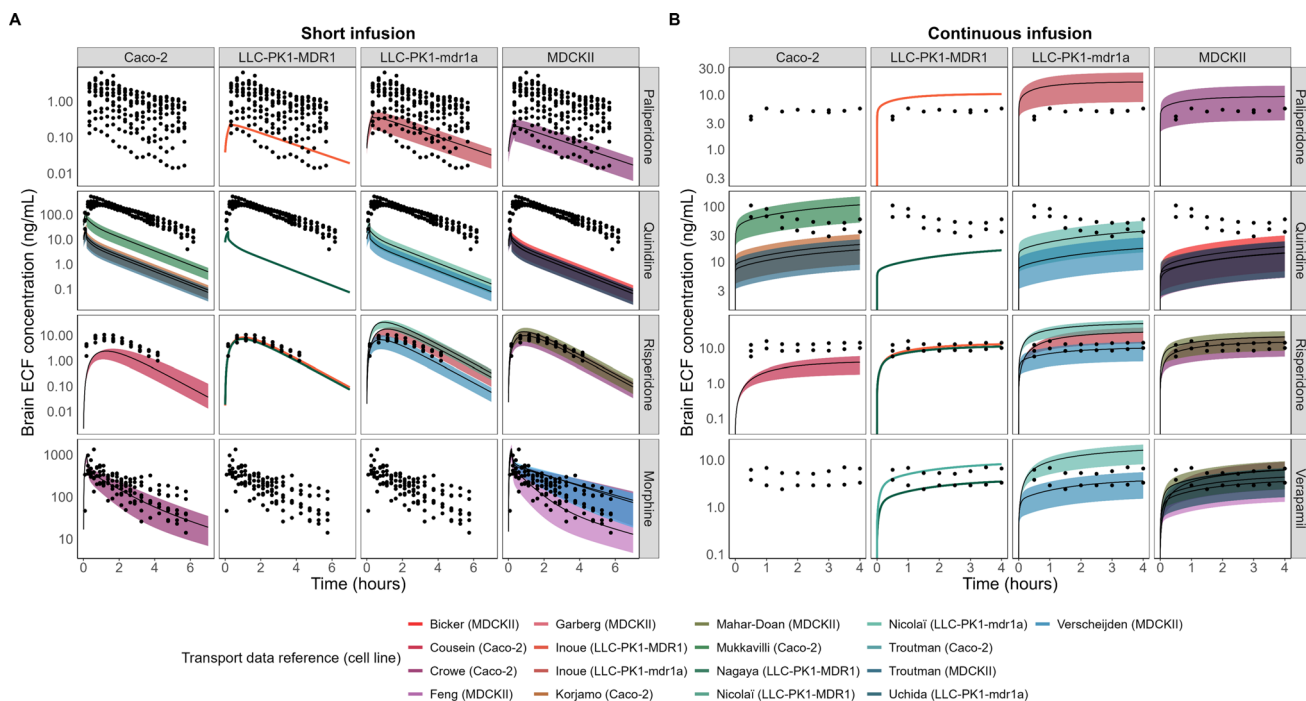 A
Short infusion
Caco-2
LLC-PK1-MDR1
LLC-PK1-mdr1a
MDCKII
Brain ECF concentration (ng/mL)
1.00
0.10
0.01
Paliperidone
100.0
10.0
1.0
0.1
Quinidine
10.00
1.00
0.10
0.01
Risperidone
1000
100
10
Morphine
0 2 4 6 0 2 4 6 0 2 4 6 0 2 4 6
Time (hours)
B
Continuous infusion
Caco-2
LLC-PK1-MDR1
LLC-PK1-mdr1a
MDCKII
Brain ECF concentration (ng/mL)
30.0
10.0
3.0
1.0
0.3
Paliperidone
100
30
10
3
Quinidine
10.0
1.0
0.1
Risperidone
10.0
1.0
0.1
Verapamil
0 1 2 3 4 0 1 2 3 4 0 1 2 3 4 0 1 2 3 4
Time (hours)
Transport data reference (cell line)
Bicker (MDCKII)
Cousein (Caco-2)
Crowe (Caco-2)
Feng (MDCKII)
Garberg (MDCKII)
Inoue (LLC-PK1-MDR1)
Inoue (LLC-PK1-mdr1a)
Korjamo (Caco-2)
Mahar-Doan (MDCKII)
Mukkavilli (Caco-2)
Nagaya (LLC-PK1-MDR1)
Nicolaï (LLC-PK1-MDR1)
Nicolaï (LLC-PK1-mdr1a)
Troutman (Caco-2)
Troutman (MDCKII)
Uchida (LLC-PK1-mdr1a)
Verscheijden (MDCKII)